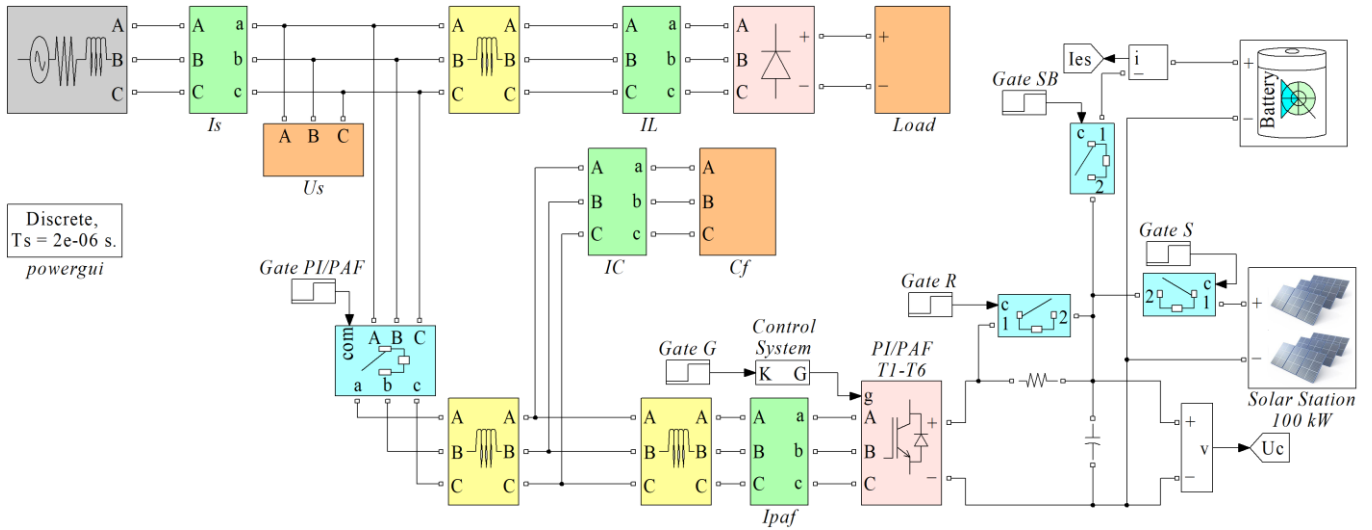 A A a A A A a A +
B B b B B B b B
C C c C C C c C −
+
−
Is
IL
Load
A B C
Us
Discrete,
Ts = 2e-06 s.
powergui
A a A
B b B
C c C
IC
Cf
Ies
i
−
+
−
Battery
Gate SB
c 1
2
Gate S
2 c 1
+
−
Solar Station
100 kW
Gate R
c
1 2
Gate PI/PAF
com A B C
a b c
Gate G
Control
System
K G
PI/PAF
T1-T6
g
A A A A a A +
B B B B b B
C C C C c C −
Ipaf
+
−
v
Uc